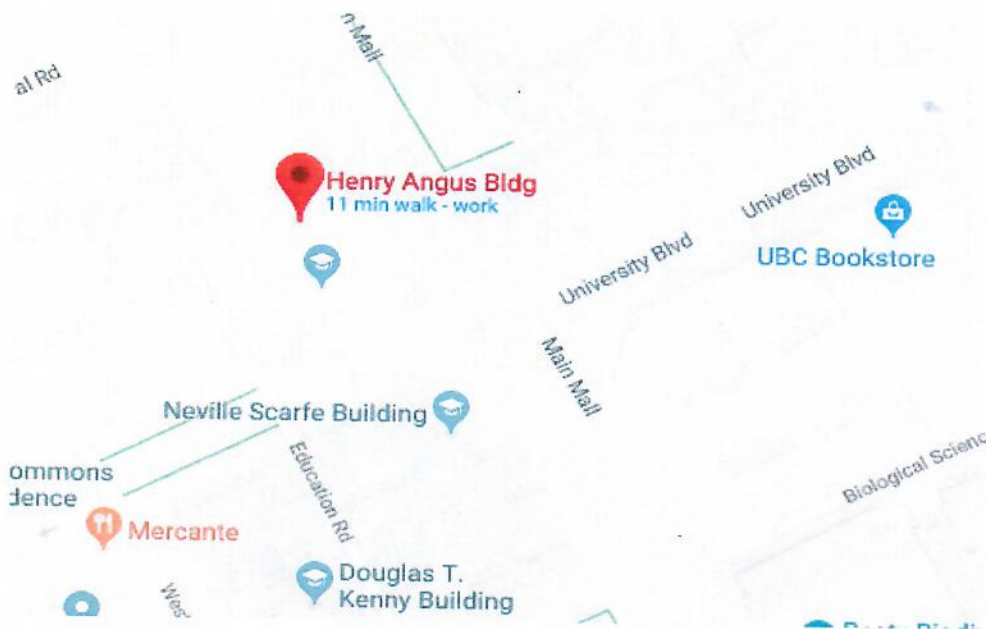 n Mall
al Rd
Henry Angus Bldg
11 min walk - work
University Blvd
UBC Bookstore
University Blvd
Main Mall
Neville Scarfe Building
Education Rd
ommons
dence
Biological Scienc
Mercante
Douglas T.
Kenny Building
Wes